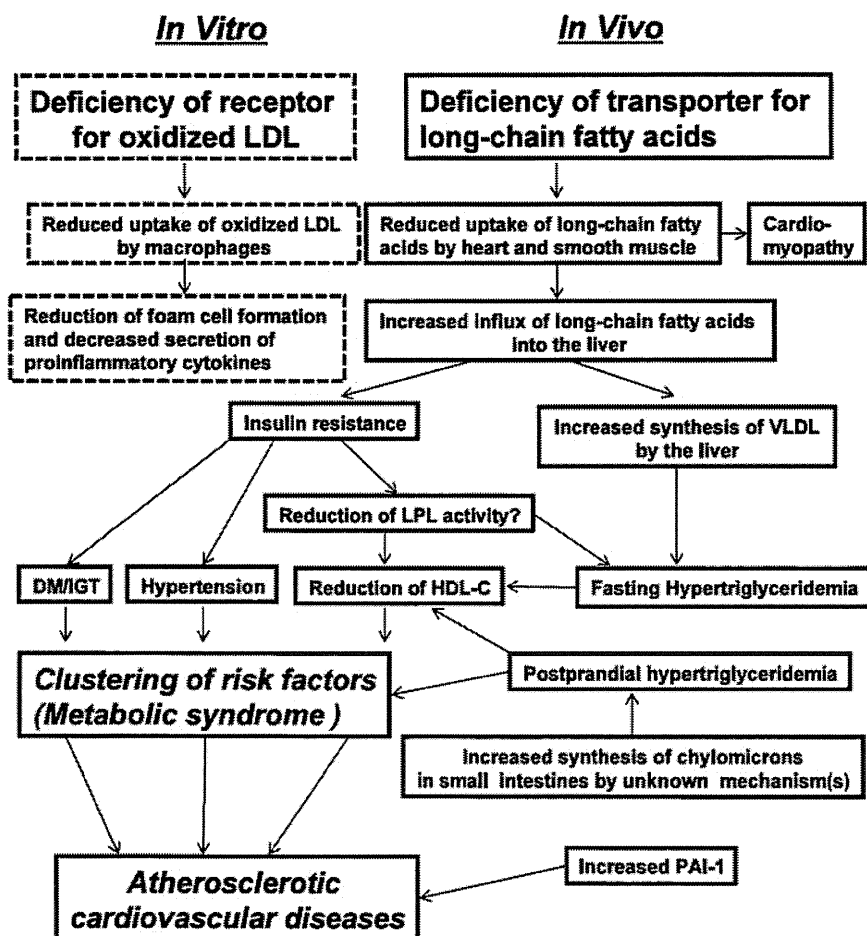 In Vitro
In Vivo
Deficiency of receptor
for oxidized LDL
Deficiency of transporter for
long-chain fatty acids
Reduced uptake of oxidized LDL
by macrophages
Reduced uptake of long-chain fatty
acids by heart and smooth muscle
Cardio-
myopathy
Reduction of foam cell formation
and decreased secretion of
proinflammatory cytokines
Increased influx of long-chain fatty acids
into the liver
Insulin resistance
Increased synthesis of VLDL
by the liver
Reduction of LPL activity?
DM/IGT
Hypertension
Reduction of HDL-C
Fasting Hypertriglyceridemia
Clustering of risk factors
(Metabolic syndrome )
Postprandial hypertriglyceridemia
Increased synthesis of chylomicrons
in small intestines by unknown mechanism(s)
Atherosclerotic
cardiovascular diseases
Increased PAI-1